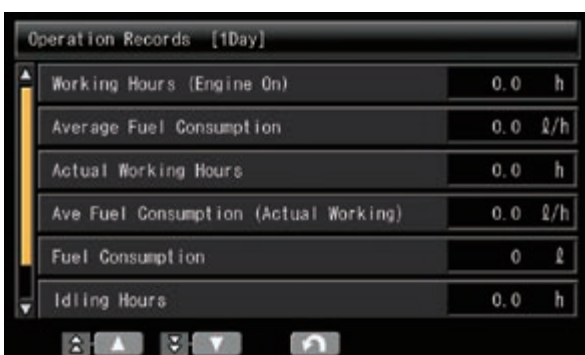 Operation Records [1Day]
Working Hours (Engine On) 0.0 h
Average Fuel Consumption 0.0 ℓ/h
Actual Working Hours 0.0 h
Ave Fuel Consumption (Actual Working) 0.0 ℓ/h
Fuel Consumption 0 ℓ
Idling Hours 0.0 h